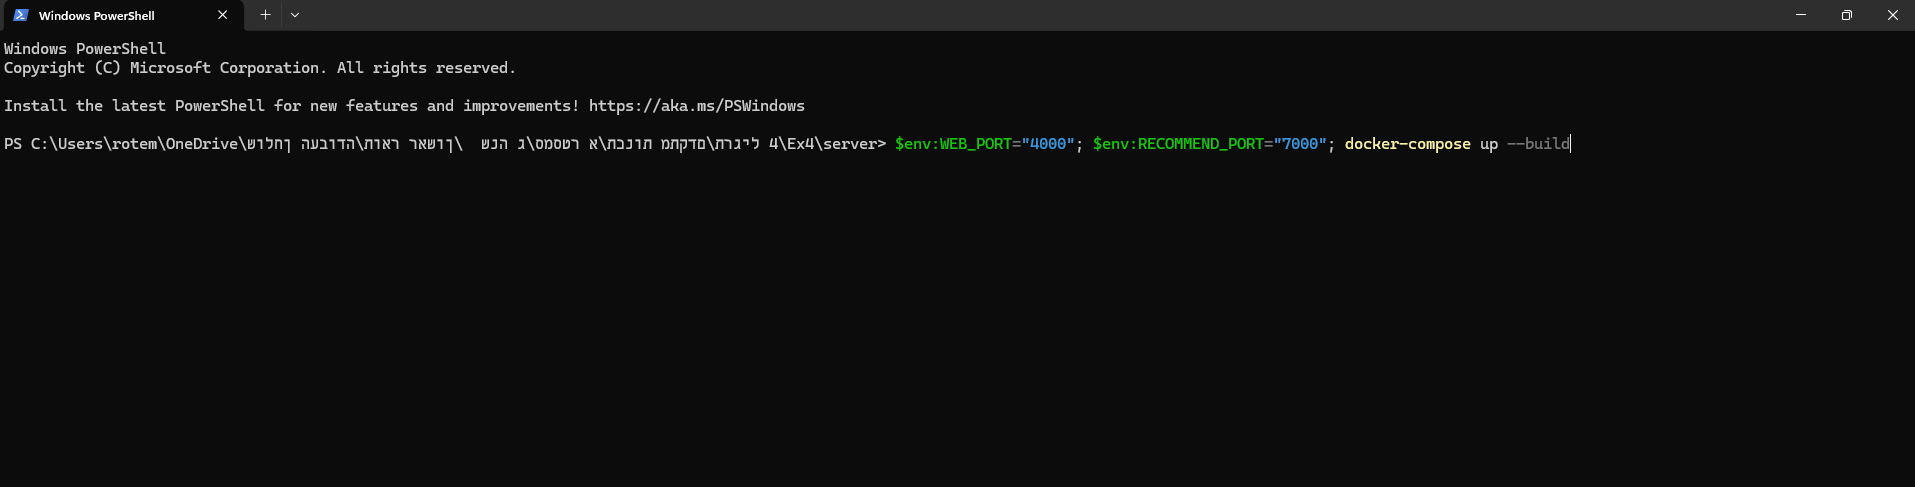 Windows PowerShell
Windows PowerShell
Copyright (C) Microsoft Corporation. All rights reserved.
Install the latest PowerShell for new features and improvements! https://aka.ms/PSWindows
PS C:\Users\rotem\OneDrive\שולחן העבודה\תואר ראשון\  שנה ג\סמסטר א\תכנות מתקדם\תרגיל 4\Ex4\server> $env:WEB_PORT="4000"; $env:RECOMMEND_PORT="7000"; docker-compose up --build